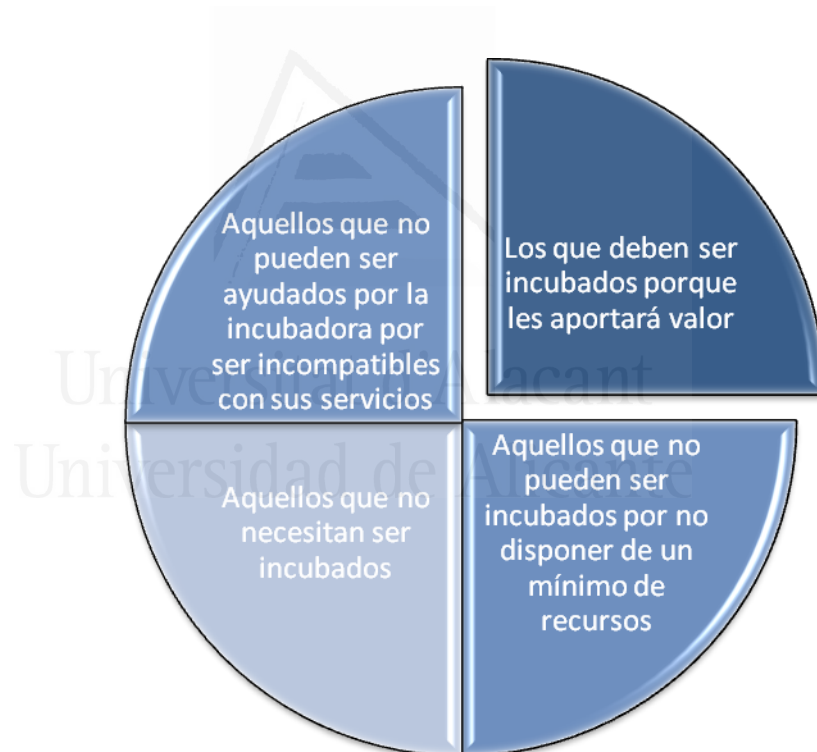 Aquellos que no
pueden ser
ayudados por la
incubadora por
ser incompatibles
con sus servicios
Los que deben ser
incubados porque
les aportará valor
Universitat d'Alacant
Universidad de Alicante
Aquellos que no
necesitan ser
incubados
Aquellos que no
pueden ser
incubados por no
disponer de un
mínimo de
recursos